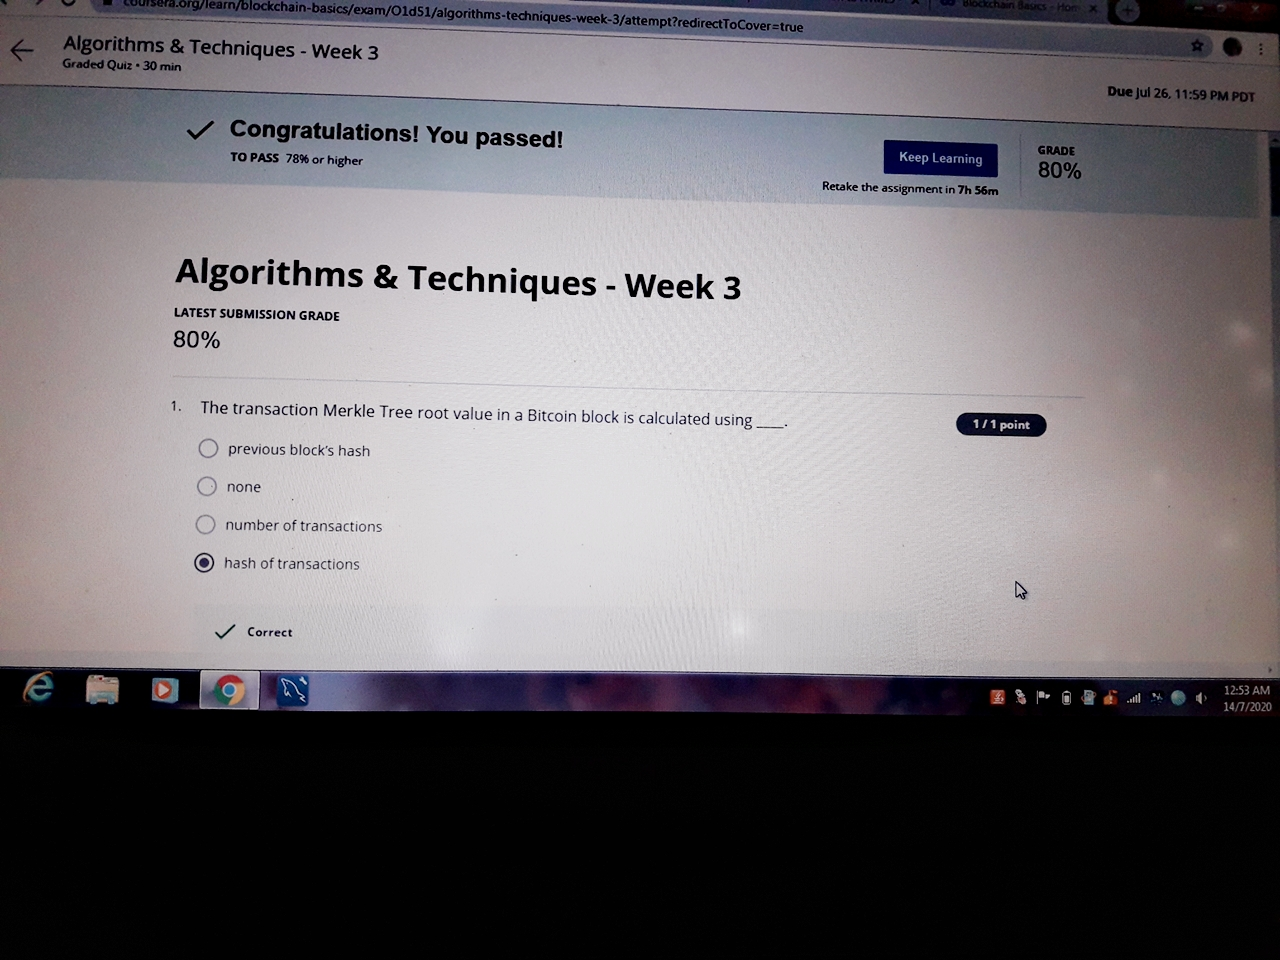 coursera.org/learn/blockchain-basics/exam/O1d51/algorithms-techniques-week-3/attempt?redirectToCover=true
Blockchain Basics - Hom
Algorithms & Techniques - Week 3
Graded Quiz • 30 min
Due Jul 26, 11:59 PM PDT
Congratulations! You passed!
TO PASS 78% or higher
Keep Learning
Retake the assignment in 7h 56m
GRADE
80%
Algorithms & Techniques - Week 3
LATEST SUBMISSION GRADE
80%
1. The transaction Merkle Tree root value in a Bitcoin block is calculated using ____.
1 / 1 point
previous block's hash
none
number of transactions
hash of transactions
Correct
12:53 AM
14/7/2020